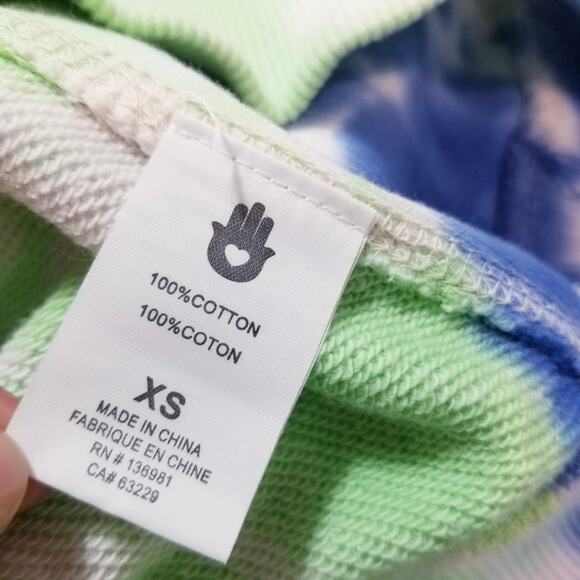 100%COTTON
100%COTON
XS
MADE IN CHINA
FABRIQUE EN CHINE
RN # 136981
CA# 63229